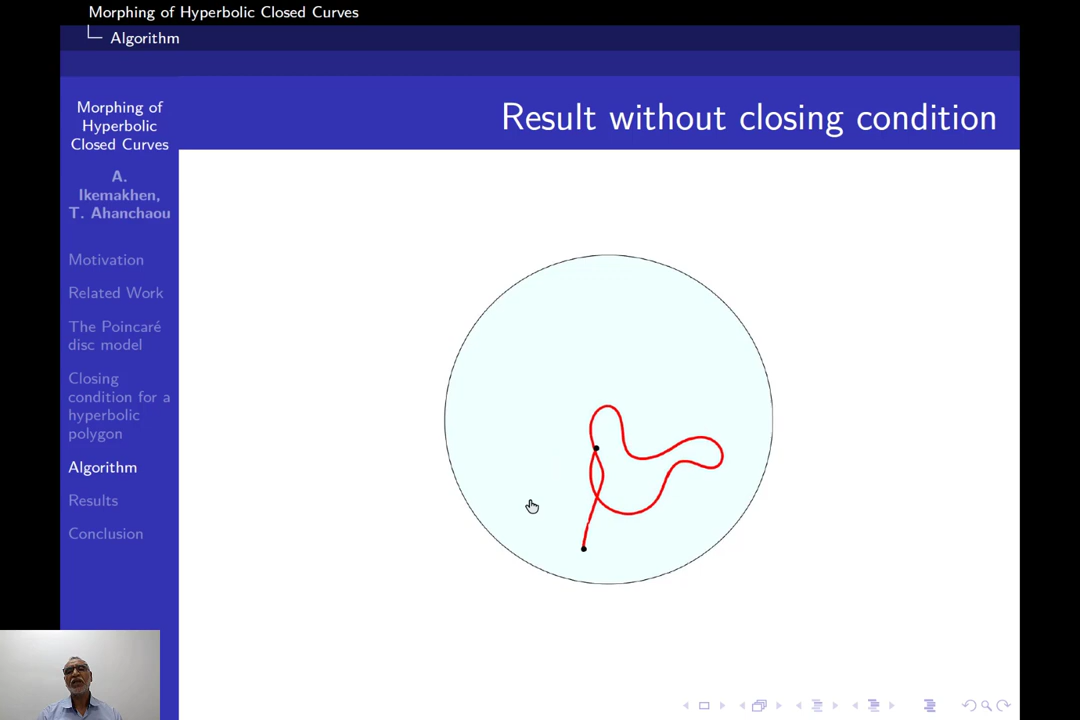 Morphing of Hyperbolic Closed Curves
Algorithm
Morphing of
Hyperbolic
Closed Curves
A.
Ikemakhen,
T. Ahanchaou
Motivation
Related Work
The Poincaré
disc model
Closing
condition for a
hyperbolic
polygon
Algorithm
Results
Conclusion
Result without closing condition